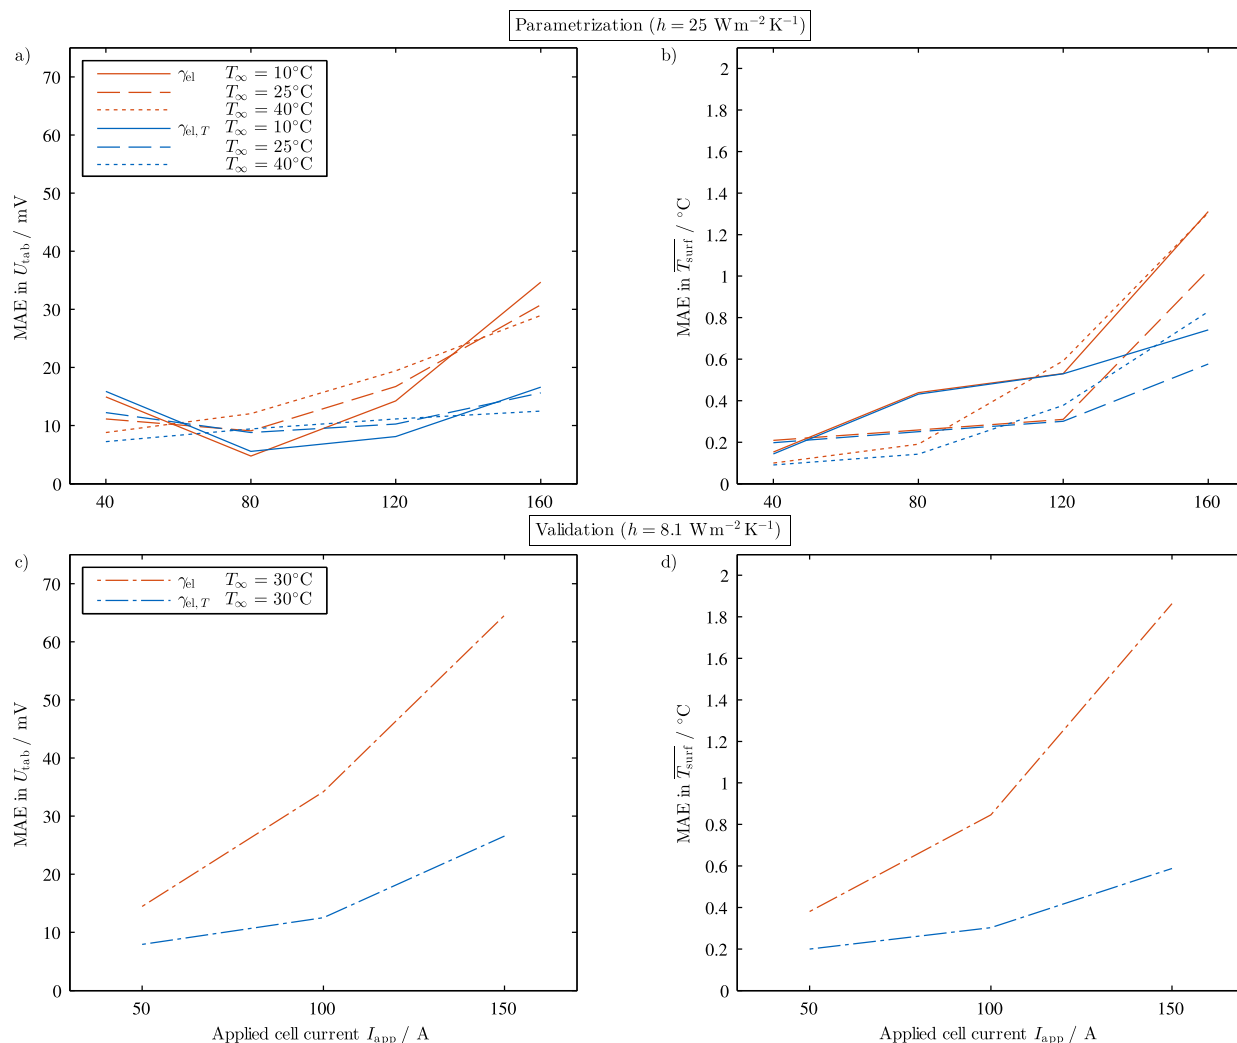 Parametrization (h = 25 W m⁻² K⁻¹)
a)
γel T∞ = 10°C
T∞ = 25°C
T∞ = 40°C
γel, T T∞ = 10°C
T∞ = 25°C
T∞ = 40°C
70
60
50
40
30
20
10
0
MAE in Utab / mV
40 80 120 160
b)
2
1.8
1.6
1.4
1.2
1
0.8
0.6
0.4
0.2
0
MAE in T̅surf / °C
40 80 120 160
Validation (h = 8.1 W m⁻² K⁻¹)
c)
γel T∞ = 30°C
γel, T T∞ = 30°C
70
60
50
40
30
20
10
0
MAE in Utab / mV
50 100 150
Applied cell current Iapp / A
d)
2
1.8
1.6
1.4
1.2
1
0.8
0.6
0.4
0.2
0
MAE in T̅surf / °C
50 100 150
Applied cell current Iapp / A